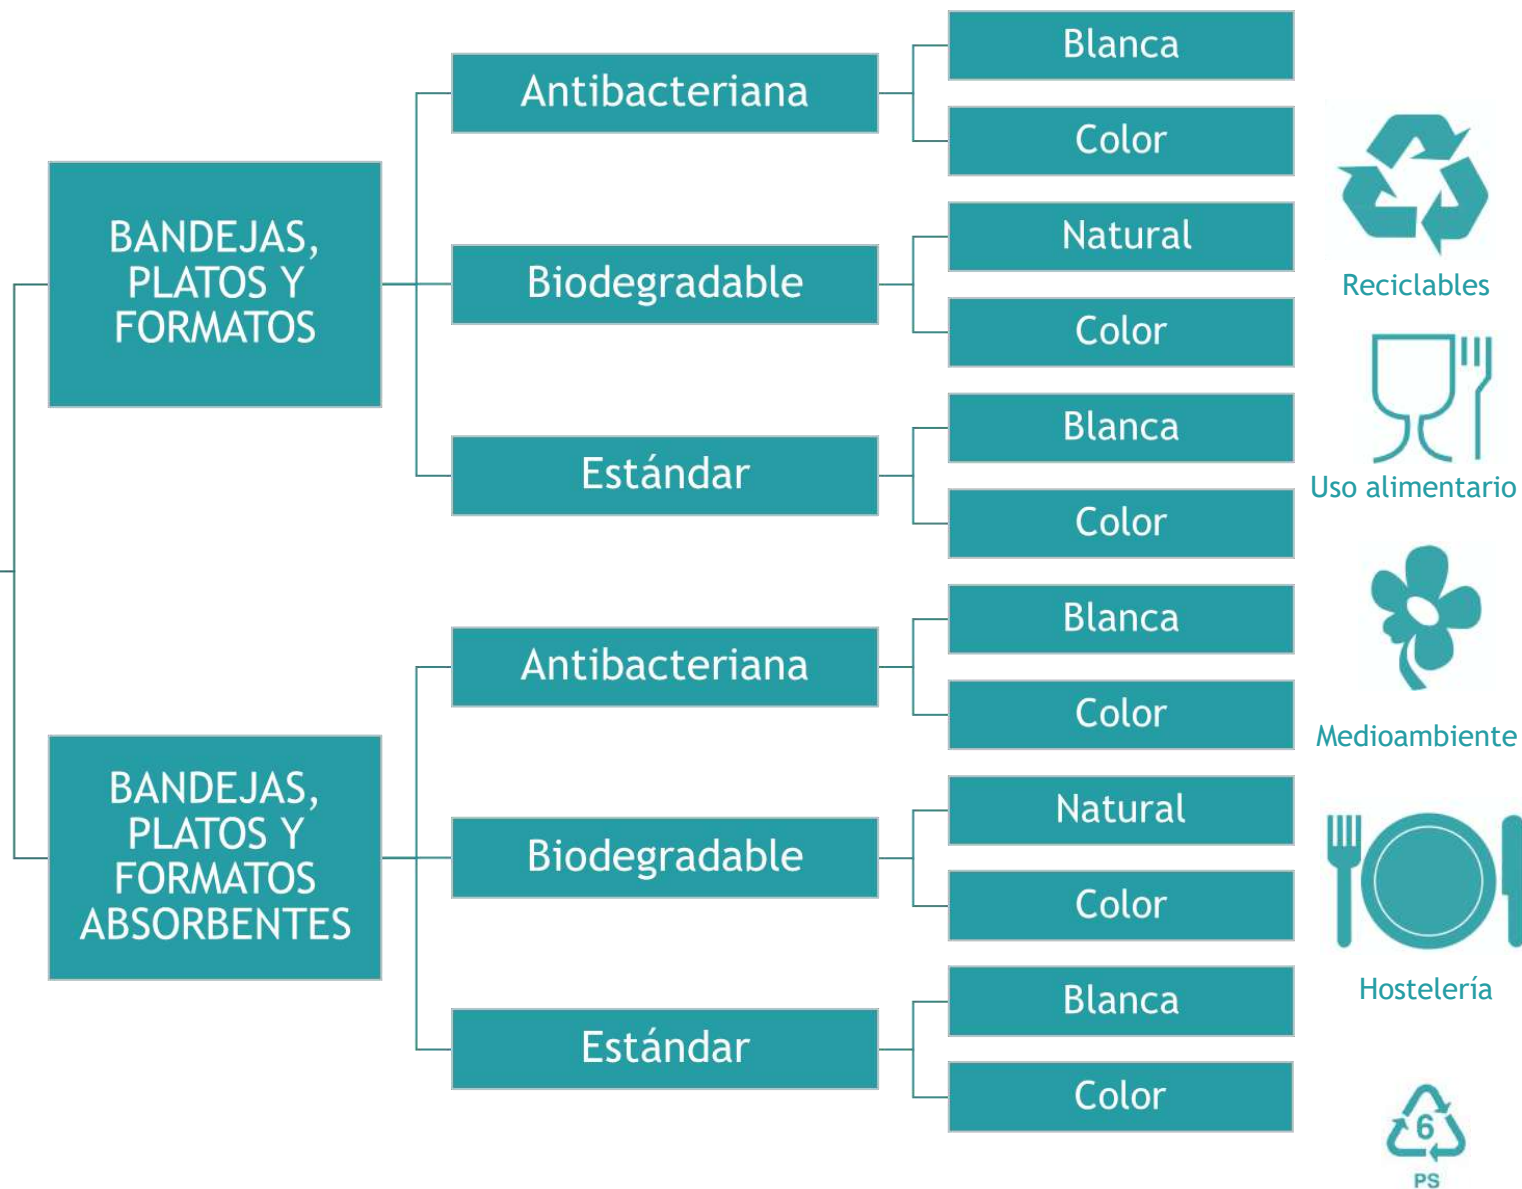 BANDEJAS,
PLATOS Y
FORMATOS
Antibacteriana
Blanca
Color
Biodegradable
Natural
Color
Estándar
Blanca
Color
BANDEJAS,
PLATOS Y
FORMATOS
ABSORBENTES
Antibacteriana
Blanca
Color
Biodegradable
Natural
Color
Estándar
Blanca
Color
Reciclables
Uso alimentario
Medioambiente
Hostelería
6
PS